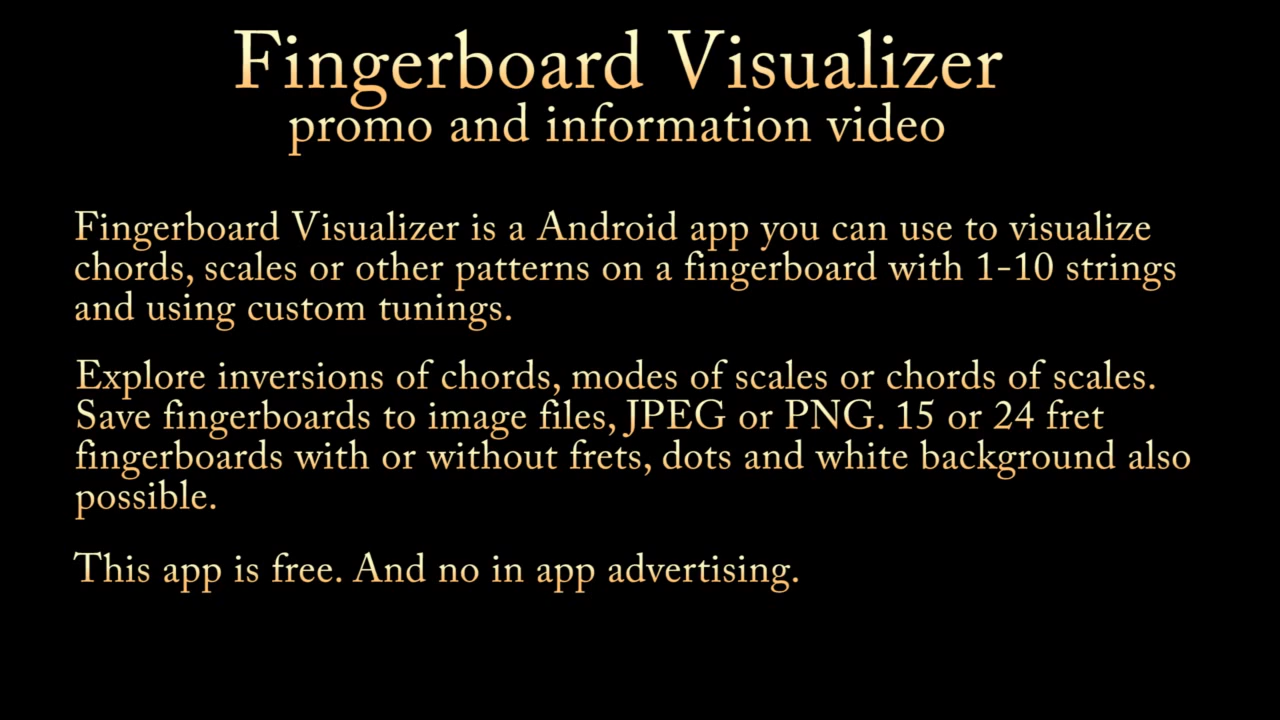 Fingerboard Visualizer
promo and information video
Fingerboard Visualizer is a Android app you can use to visualize
chords, scales or other patterns on a fingerboard with 1-10 strings
and using custom tunings.
Explore inversions of chords, modes of scales or chords of scales.
Save fingerboards to image files, JPEG or PNG. 15 or 24 fret
fingerboards with or without frets, dots and white background also
possible.
This app is free. And no in app advertising.